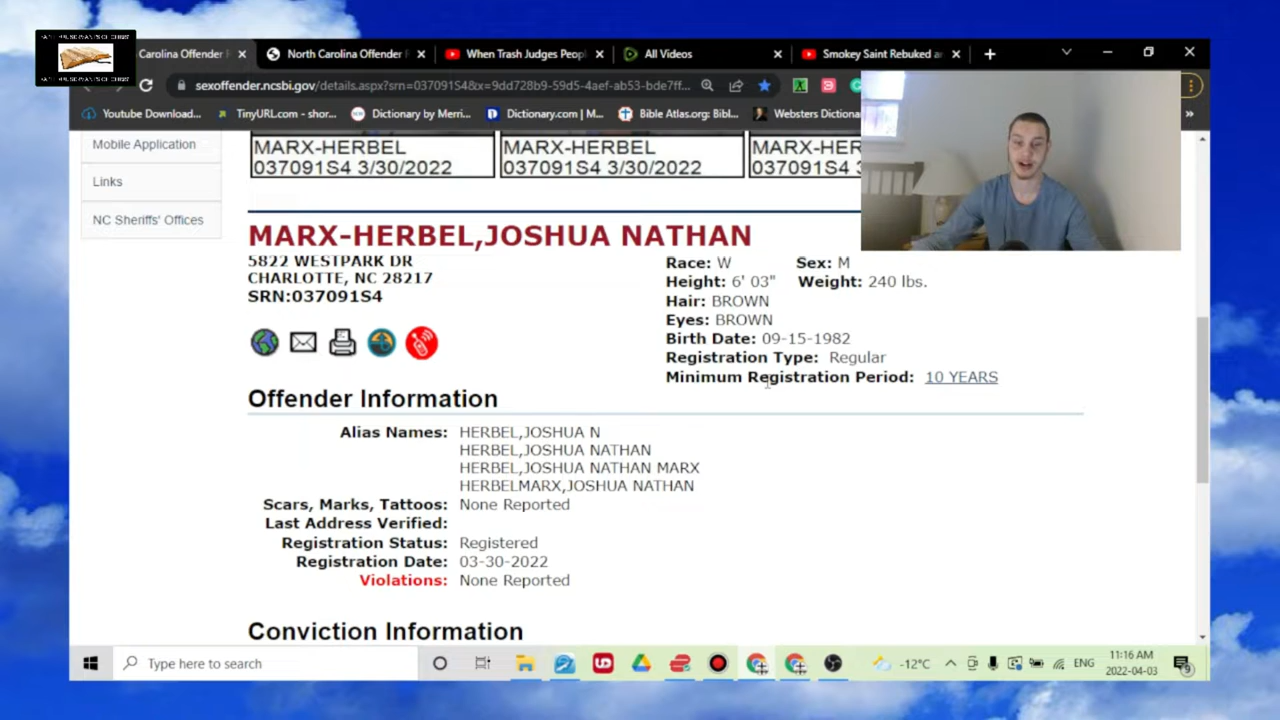 Carolina Offender
North Carolina Offender
When Trash Judges Peopl
All Videos
Smokey Saint Rebuked a
sexoffender.ncsbi.gov/details.aspx?srn=037091S4&x=9dd728b9-59d5-4aef-ab53-bde7ff...
Youtube Download...
TinyURL.com - shor...
Dictionary by Merri...
Dictionary.com | M...
Bible Atlas.org: Bibl...
Websters Dictiona
Mobile Application
Links
NC Sheriffs' Offices
MARX-HERBEL
037091S4 3/30/2022
MARX-HERBEL
037091S4 3/30/2022
MARX-HE
037091S4 3
MARX-HERBEL,JOSHUA NATHAN
5822 WESTPARK DR
CHARLOTTE, NC 28217
SRN:037091S4
Race: W Sex: M
Height: 6' 03" Weight: 240 lbs.
Hair: BROWN
Eyes: BROWN
Birth Date: 09-15-1982
Registration Type: Regular
Minimum Registration Period: 10 YEARS
Offender Information
Alias Names: HERBEL,JOSHUA N
HERBEL,JOSHUA NATHAN
HERBEL,JOSHUA NATHAN MARX
HERBELMARX,JOSHUA NATHAN
Scars, Marks, Tattoos: None Reported
Last Address Verified:
Registration Status: Registered
Registration Date: 03-30-2022
Violations: None Reported
Conviction Information
Type here to search
-12°C
ENG
11:16 AM
2022-04-03